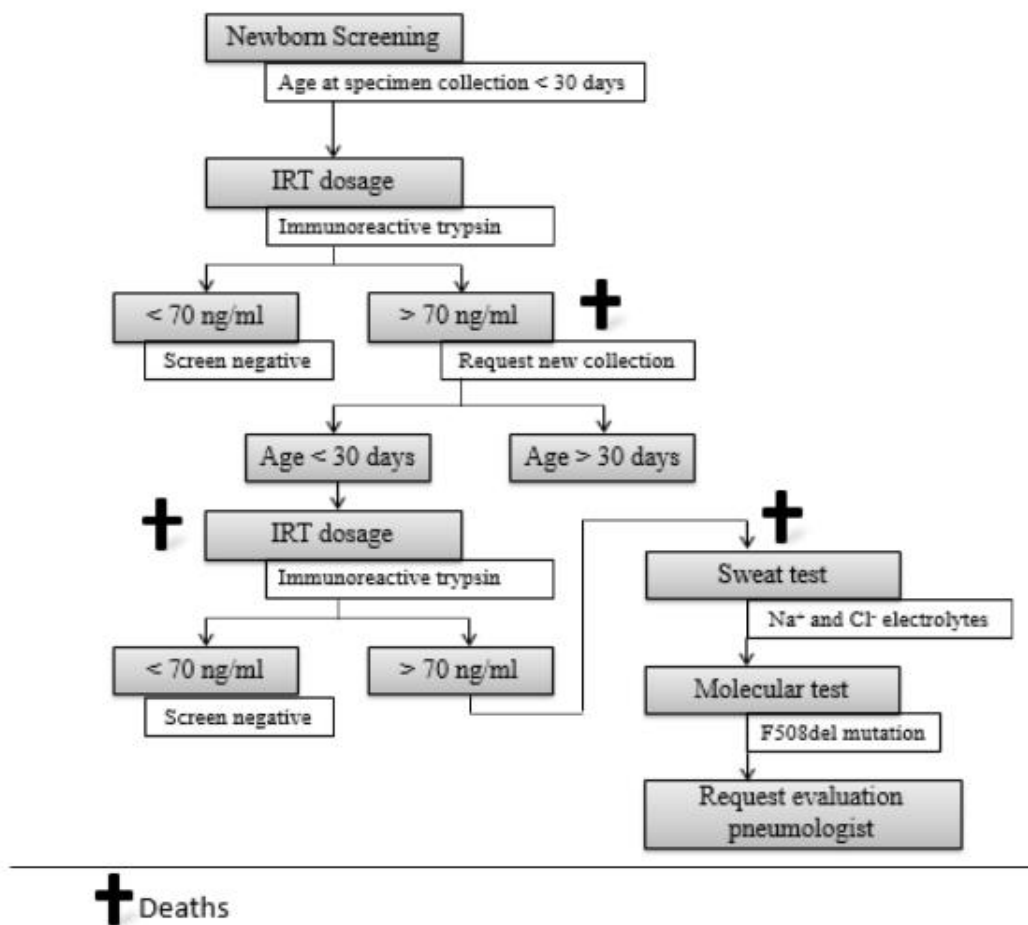 Newborn Screening
Age at specimen collection < 30 days
IRT dosage
Immunoreactive trypsin
< 70 ng/ml
> 70 ng/ml
Screen negative
Request new collection
Age < 30 days
Age > 30 days
IRT dosage
Immunoreactive trypsin
< 70 ng/ml
> 70 ng/ml
Screen negative
Sweat test
Na⁺ and Cl⁻ electrolytes
Molecular test
F508del mutation
Request evaluation
pneumologist
Deaths